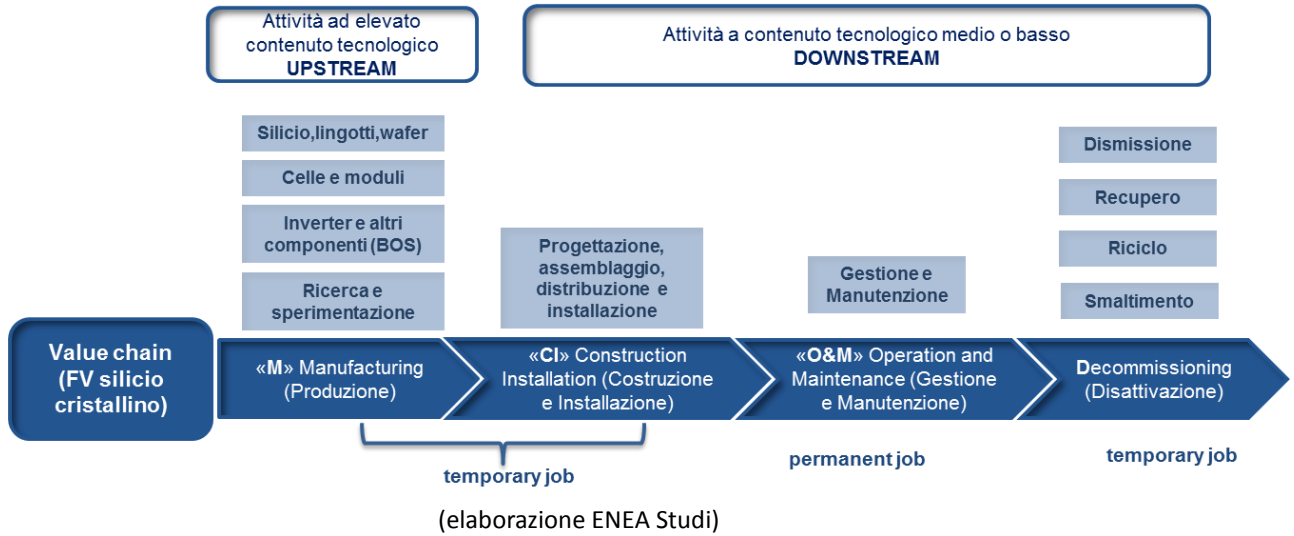 Attività ad elevato
contenuto tecnologico
UPSTREAM
Attività a contenuto tecnologico medio o basso
DOWNSTREAM
Silicio,lingotti,wafer
Celle e moduli
Inverter e altri
componenti (BOS)
Ricerca e
sperimentazione
Progettazione,
assemblaggio,
distribuzione e
installazione
Gestione e
Manutenzione
Dismissione
Recupero
Riciclo
Smaltimento
Value chain
(FV silicio
cristallino)
«M» Manufacturing
(Produzione)
«CI» Construction
Installation (Costruzione
e Installazione)
«O&M» Operation and
Maintenance (Gestione
e Manutenzione)
Decommissioning
(Disattivazione)
temporary job
permanent job
temporary job
(elaborazione ENEA Studi)